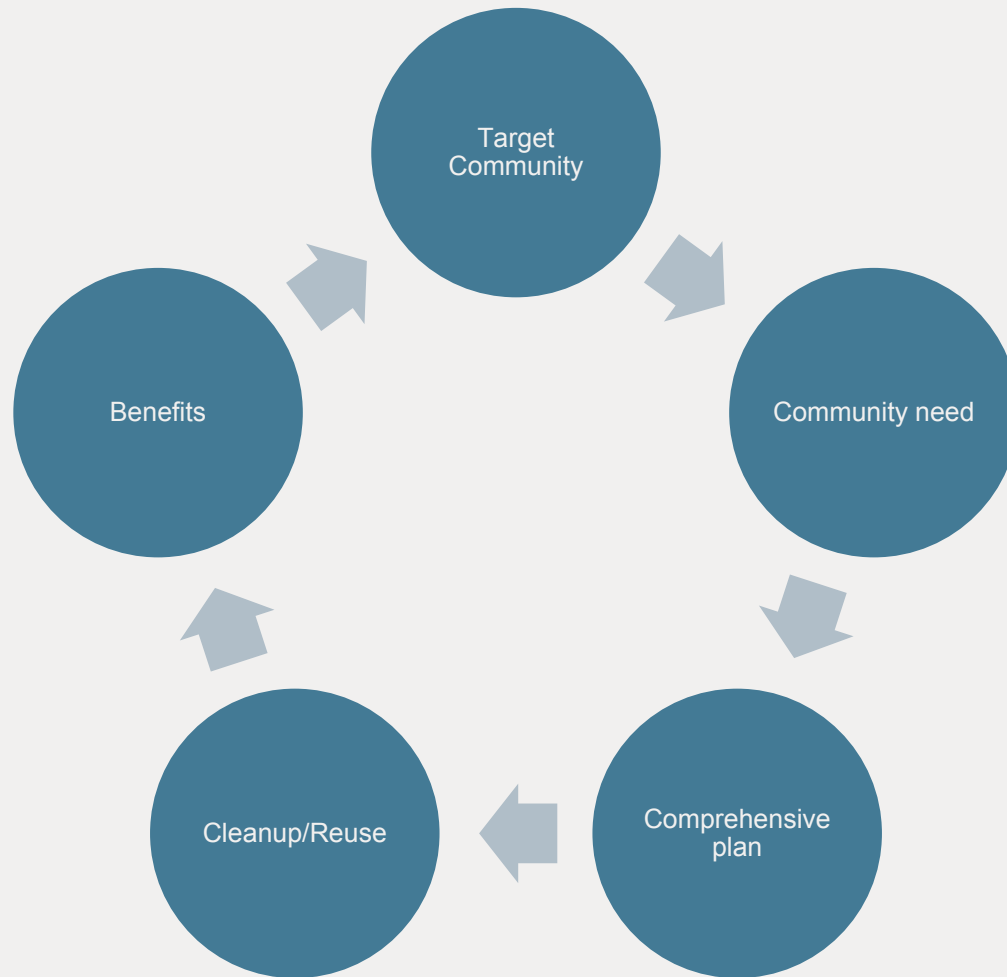 Target
Community
Community need
Comprehensive
plan
Cleanup/Reuse
Benefits